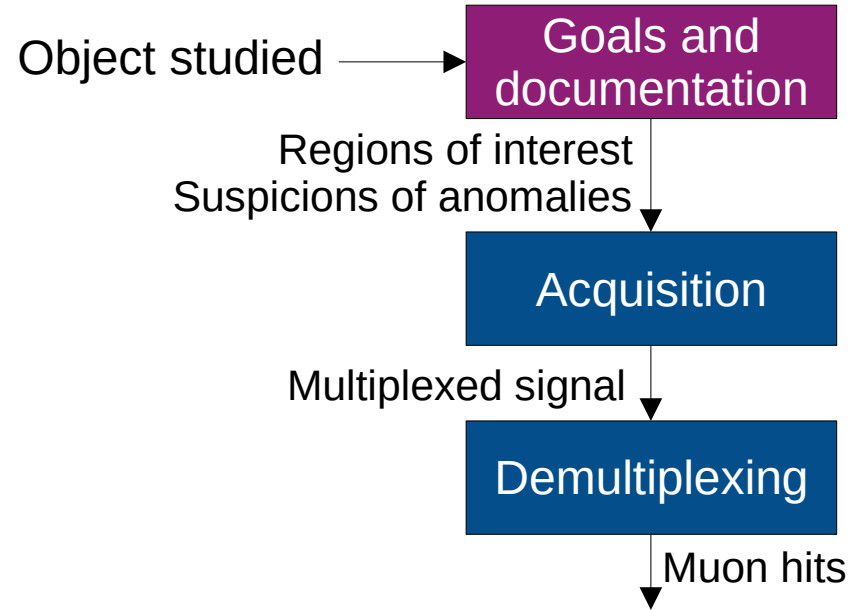 Object studied
Goals and
documentation
Regions of interest
Suspicions of anomalies
Acquisition
Multiplexed signal
Demultiplexing
Muon hits